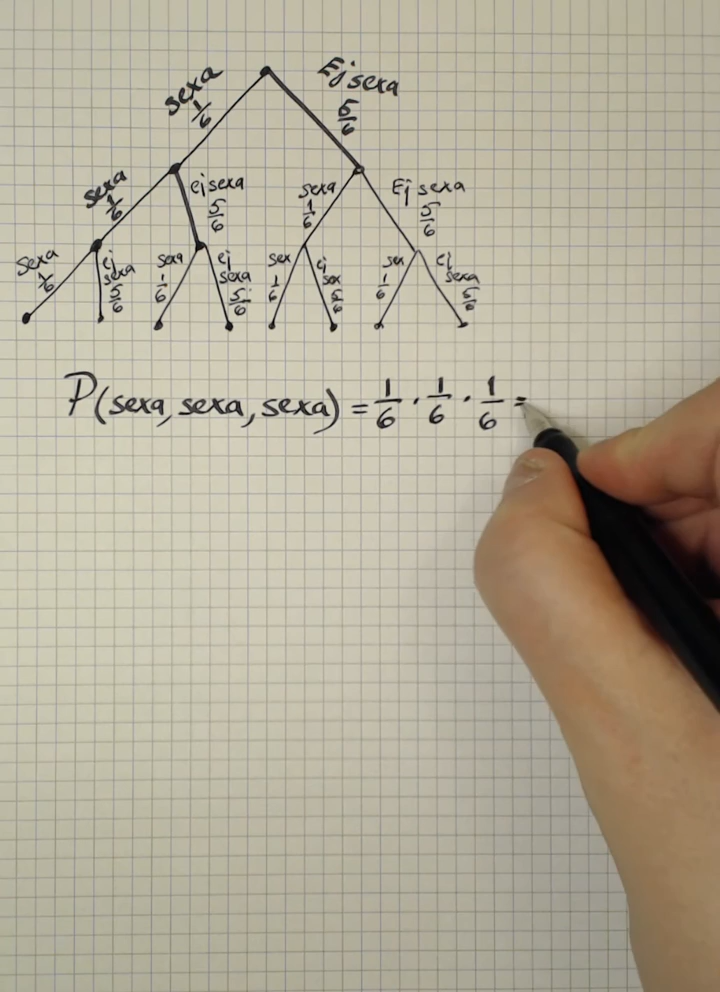 sexa 1/6 Ej sexa 5/6
sexa 1/6 ej sexa 5/6 sexa 1/6 Ej sexa 5/6
sexa 1/6 ej sexa 5/6 sexa 1/6 ej sexa 5/6 sex 1/6 ej sex 5/6 sex 1/6 ej sexa 5/6
P(sexa, sexa, sexa) = 1/6 · 1/6 · 1/6 =